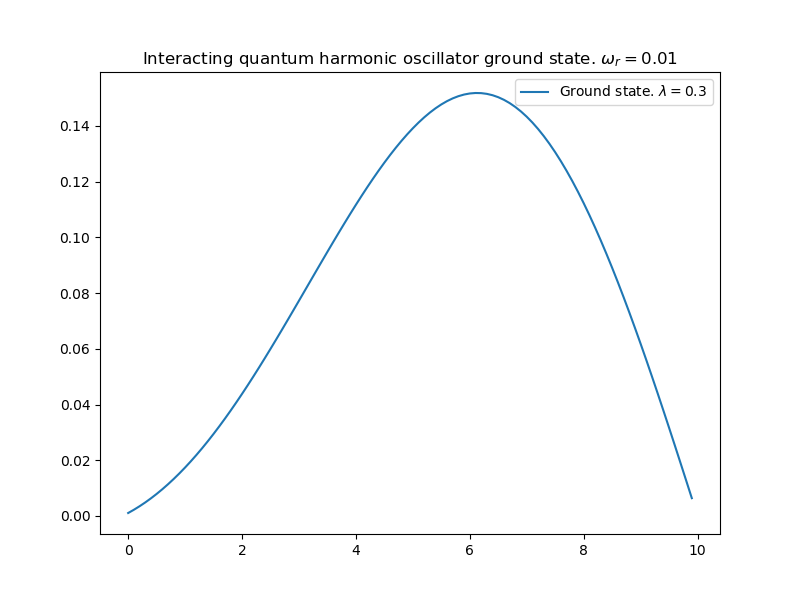 Interacting quantum harmonic oscillator ground state. ωᵣ = 0.01
Ground state. λ = 0.3
0.14
0.12
0.10
0.08
0.06
0.04
0.02
0.00
0 2 4 6 8 10